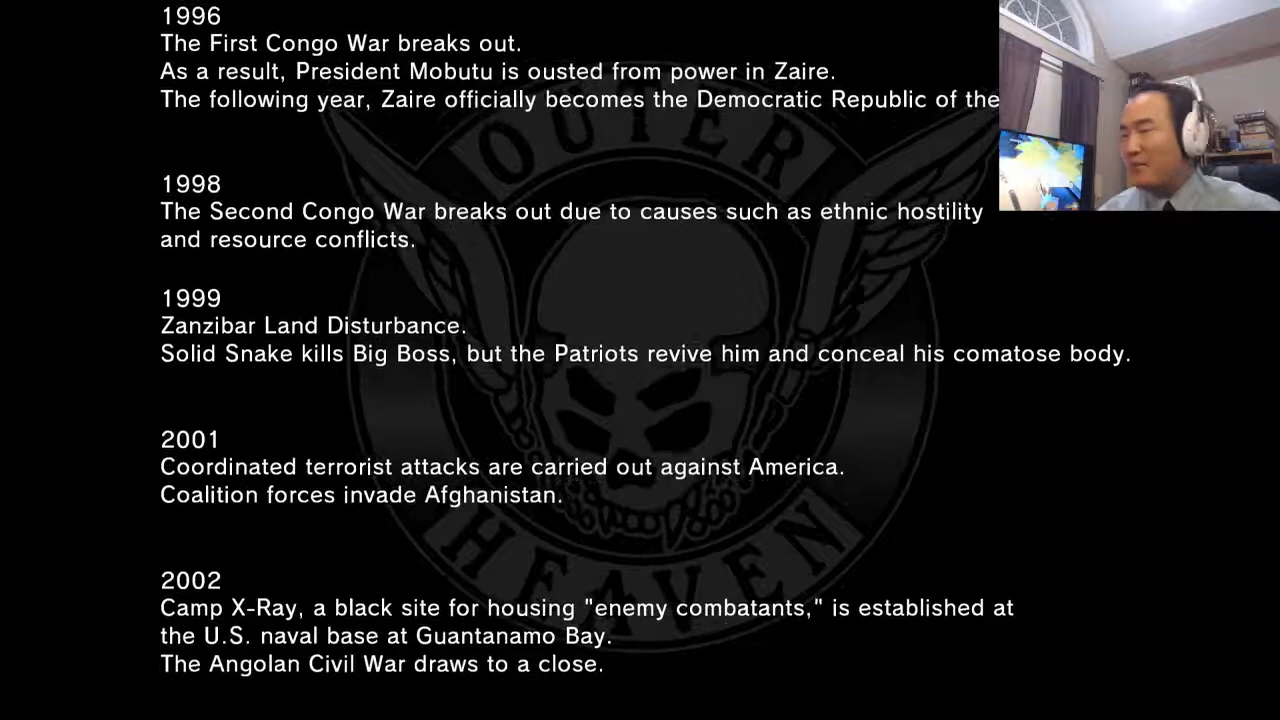 1996
The First Congo War breaks out.
As a result, President Mobutu is ousted from power in Zaire.
The following year, Zaire officially becomes the Democratic Republic of the
1998
The Second Congo War breaks out due to causes such as ethnic hostility
and resource conflicts.
1999
Zanzibar Land Disturbance.
Solid Snake kills Big Boss, but the Patriots revive him and conceal his comatose body.
2001
Coordinated terrorist attacks are carried out against America.
Coalition forces invade Afghanistan.
2002
Camp X-Ray, a black site for housing "enemy combatants," is established at
the U.S. naval base at Guantanamo Bay.
The Angolan Civil War draws to a close.
OUTER
HEAVEN